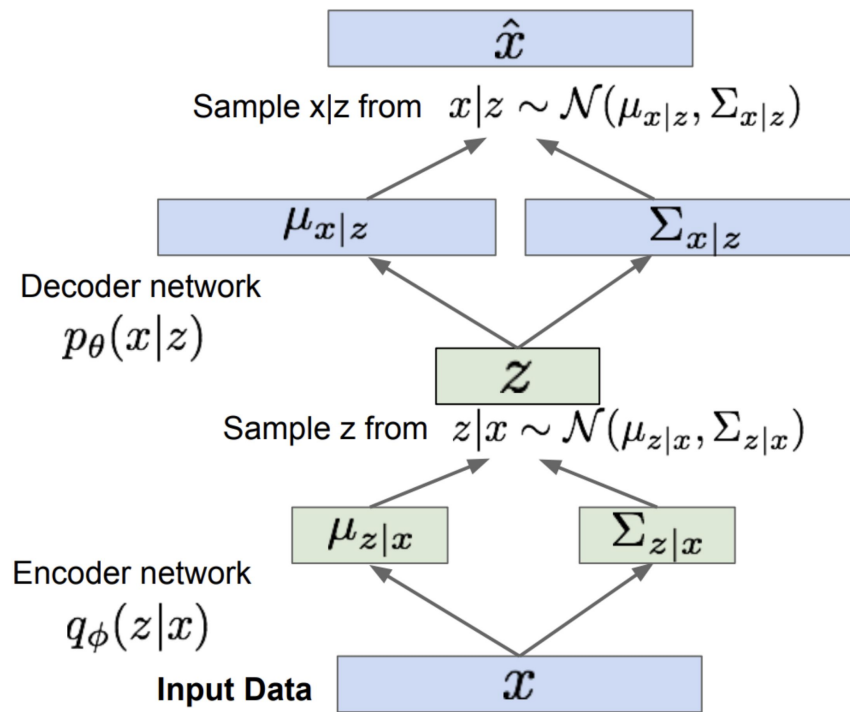 x̂
Sample x|z from x|z ∼ 𝒩(μ_{x|z}, Σ_{x|z})
μ_{x|z} Σ_{x|z}
Decoder network
p_θ(x|z)
z
Sample z from z|x ∼ 𝒩(μ_{z|x}, Σ_{z|x})
μ_{z|x} Σ_{z|x}
Encoder network
q_ϕ(z|x)
Input Data x